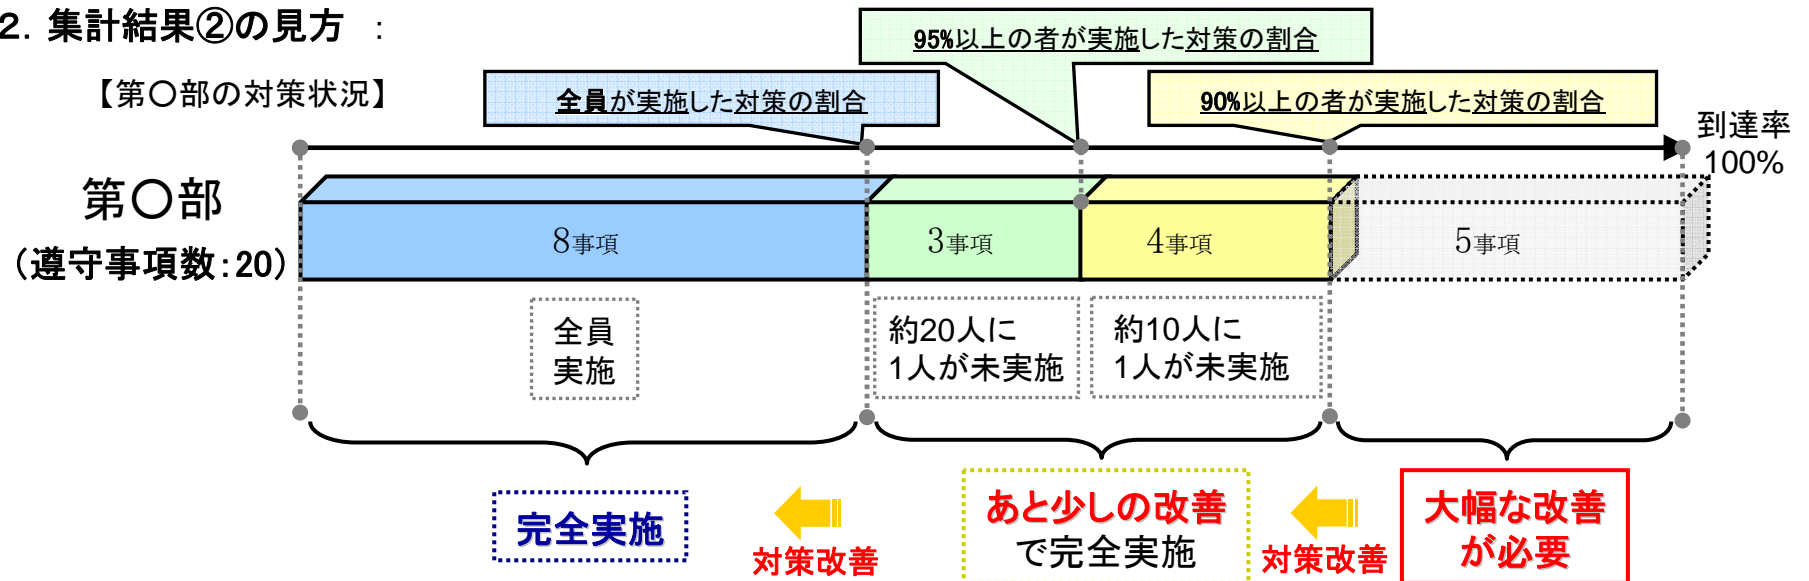 2. 集計結果②の見方 :
95%以上の者が実施した対策の割合
【第〇部の対策状況】
全員が実施した対策の割合
90%以上の者が実施した対策の割合
到達率
100%
第〇部
(遵守事項数:20)
8事項
3事項
4事項
5事項
全員
実施
約20人に
1人が未実施
約10人に
1人が未実施
完全実施
対策改善
あと少しの改善
で完全実施
対策改善
大幅な改善
が必要